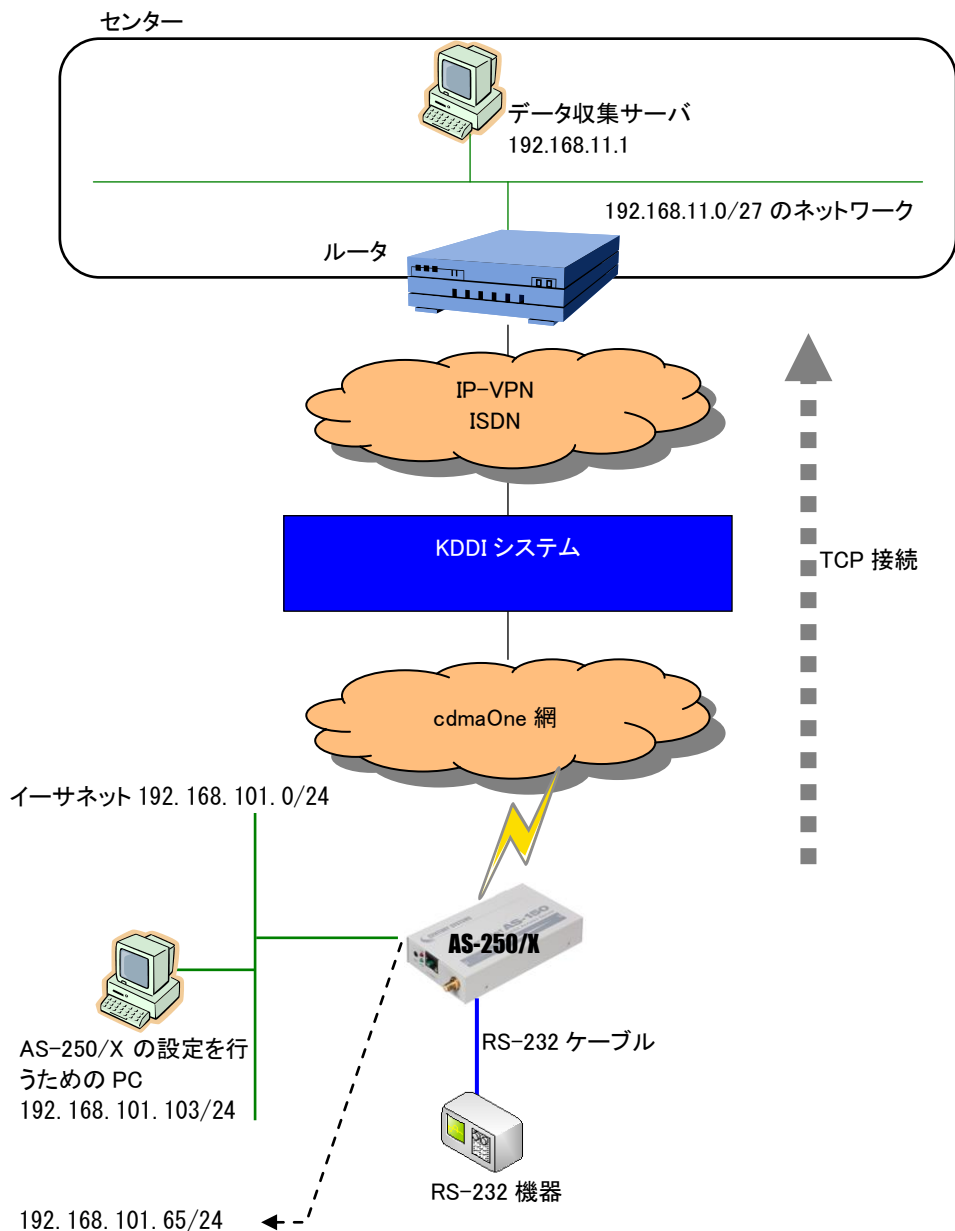 センター
データ収集サーバ
192.168.11.1
192.168.11.0/27 のネットワーク
ルータ
IP-VPN
ISDN
KDDI システム
TCP 接続
cdmaOne 網
イーサネット 192.168.101.0/24
AS-150
AS-250/X
RS-232 ケーブル
AS-250/X の設定を行
うための PC
192.168.101.103/24
RS-232 機器
192.168.101.65/24